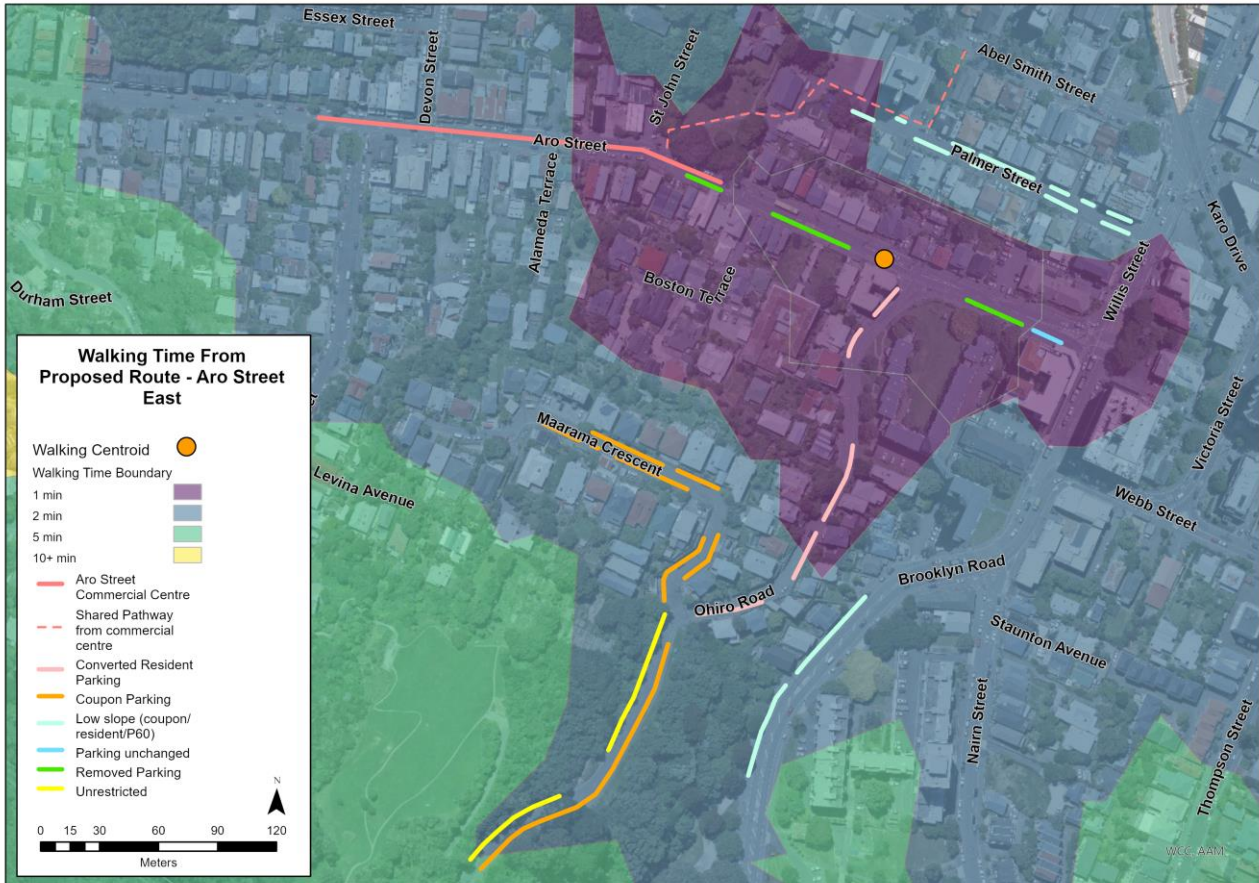 Essex Street
Devon Street
St John Street
Abel Smith Street
Aro Street
Palmer Street
Alameda Terrace
Karo Drive
Boston Terrace
Willis Street
Durham Street
Victoria Street
Maarama Crescent
Levina Avenue
Webb Street
Brooklyn Road
Ohiro Road
Staunton Avenue
Nairn Street
Thompson Street
Walking Time From
Proposed Route - Aro Street
East
Walking Centroid
Walking Time Boundary
1 min
2 min
5 min
10+ min
Aro Street
Commercial Centre
Shared Pathway
from commercial
centre
Converted Resident
Parking
Coupon Parking
Low slope (coupon/
resident/P60)
Parking unchanged
Removed Parking
Unrestricted
N
0 15 30 60 90 120
Meters
WCC, AAM